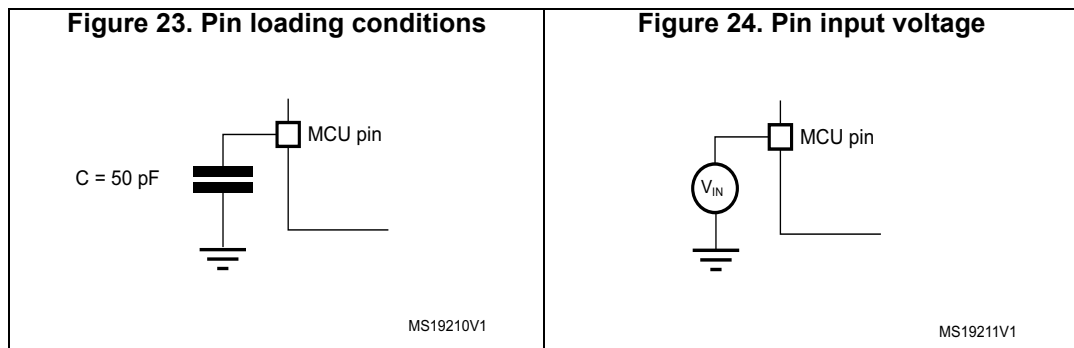 Figure 23. Pin loading conditions
MCU pin
C = 50 pF
MS19210V1
Figure 24. Pin input voltage
MCU pin
VIN
MS19211V1